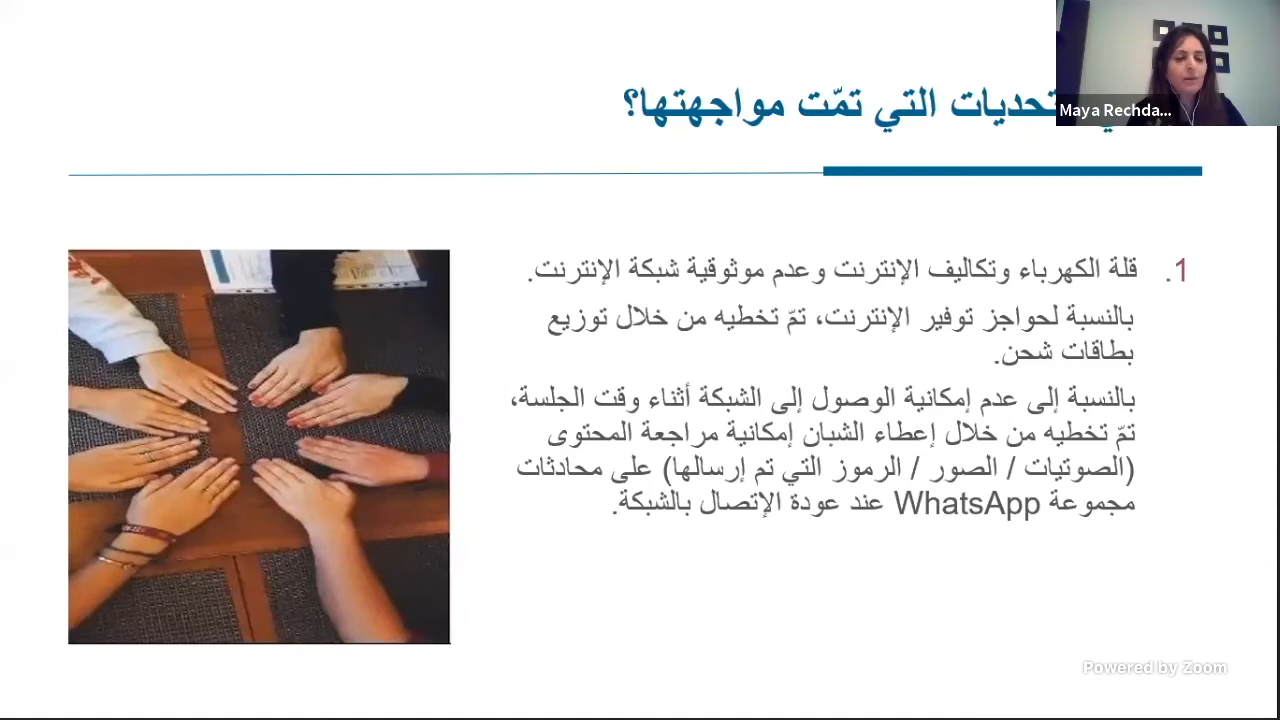 تحديات التي تمّت مواجهتها؟
Maya Rechda...
1. قلة الكهرباء وتكاليف الإنترنت وعدم موثوقية شبكة الإنترنت.
بالنسبة لحواجز توفير الإنترنت، تمّ تخطيه من خلال توزيع
بطاقات شحن.
بالنسبة إلى عدم إمكانية الوصول إلى الشبكة أثناء وقت الجلسة،
تمّ تخطيه من خلال إعطاء الشبان إمكانية مراجعة المحتوى
(الصوتيات / الصور / الرموز التي تم إرسالها) على محادثات
مجموعة WhatsApp عند عودة الإتصال بالشبكة.
Powered by Zoom